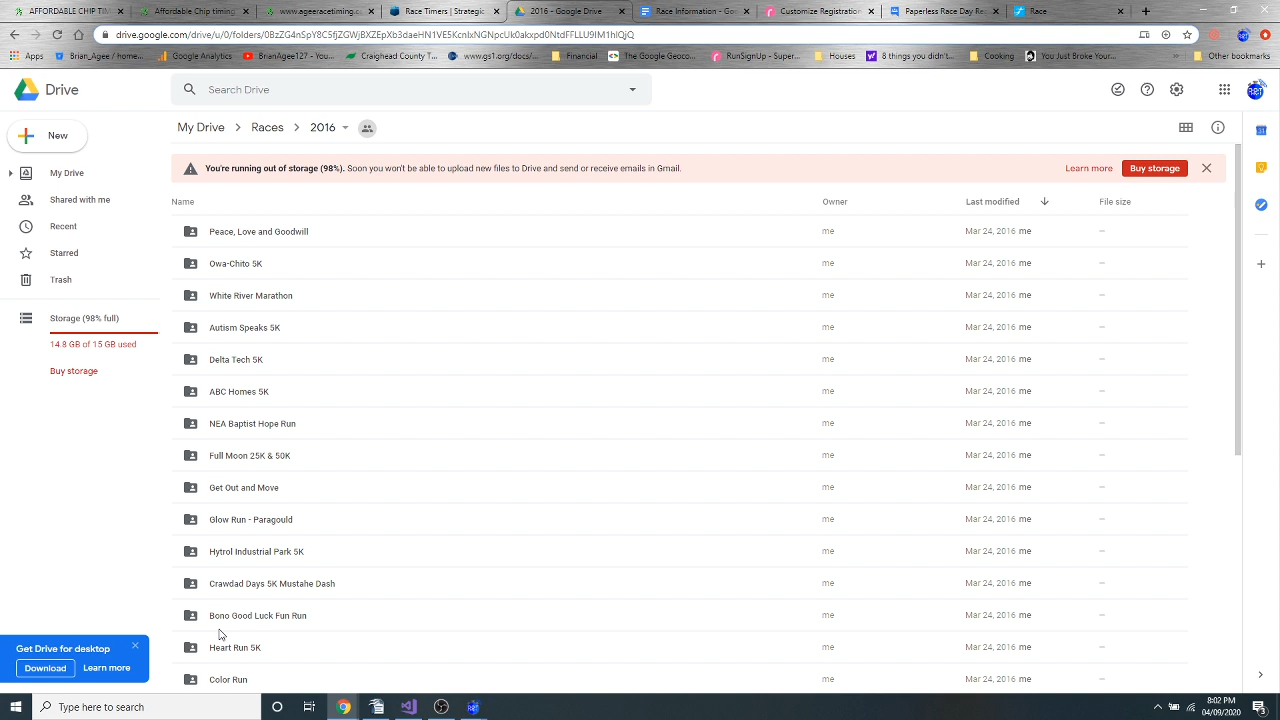 AFFORDABLE CHIP TIMIN
Affordable Chip timing
www.ageeracetiming.c
Race Timers | Strozee
2016 - Google Drive
Race Information - Go
Customize Registratio
Paperless Race Day Re
Race
drive.google.com/drive/u/0/folders/
Brian_Agee / home/...
Google Analytics
BrianAgee127 - You...
Craigslist
.org/docs/...
Financial
The Google Geoco...
RunSignUp - Super...
Houses
8 things you didn't...
Cooking
You Just Broke Your...
»
Other bookmarks
Drive
Search Drive
New
My Drive > Races > 2016
You're running out of storage (98%). Soon you won't be able to upload new files to Drive and send or receive emails in Gmail.
Learn more
Buy storage
My Drive
Shared with me
Recent
Starred
Trash
Storage (98% full)
14.8 GB of 15 GB used
Buy storage
Name Owner Last modified File size
Peace, Love and Goodwill me Mar 24, 2016 me –
Owa-Chito 5K me Mar 24, 2016 me –
White River Marathon me Mar 24, 2016 me –
Autism Speaks 5K me Mar 24, 2016 me –
Delta Tech 5K me Mar 24, 2016 me –
ABC Homes 5K me Mar 24, 2016 me –
NEA Baptist Hope Run me Mar 24, 2016 me –
Full Moon 25K & 50K me Mar 24, 2016 me –
Get Out and Move me Mar 24, 2016 me –
Glow Run - Paragould me Mar 24, 2016 me –
Hytrol Industrial Park 5K me Mar 24, 2016 me –
Crawdad Days 5K Mustahe Dash me Mar 24, 2016 me –
Bono Good Luck Fun Run me Mar 24, 2016 me –
Heart Run 5K me Mar 24, 2016 me –
Color Run me Mar 24, 2016 me –
Get Drive for desktop
Download
Learn more
Type here to search
8:02 PM
04/09/2020